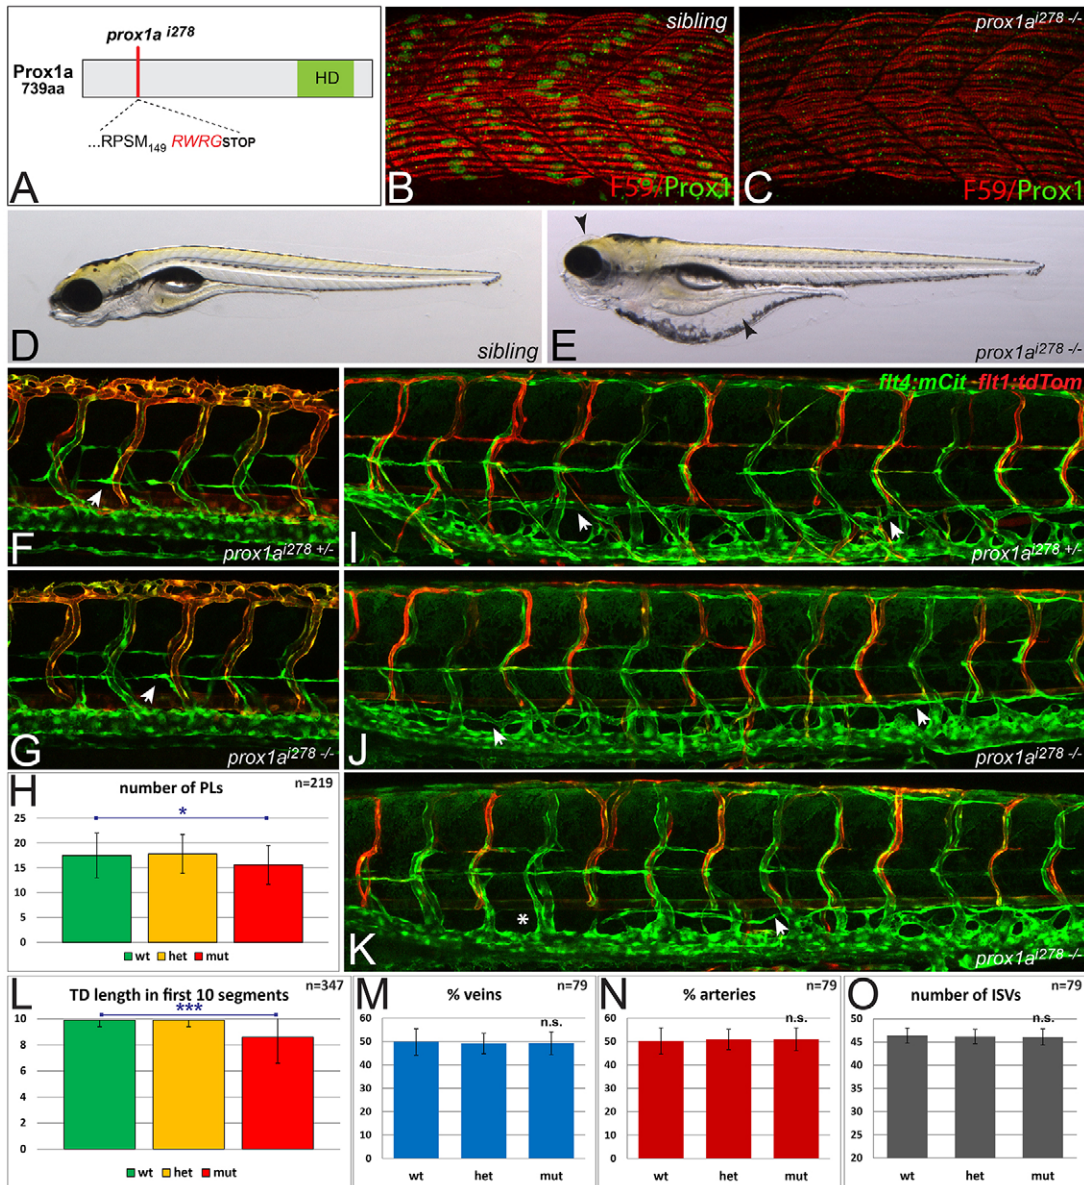 prox1a i278
Prox1a
739aa
HD
...RPSM149 RWRGSTOP
A
sibling
B
F59/Prox1
prox1a i278 -/-
C
F59/Prox1
D
sibling
E
prox1a i278 -/-
F
prox1a i278 +/-
flt4:mCit flt1:tdTom
I
prox1a i278 +/-
G
prox1a i278 -/-
J
prox1a i278 -/-
H
number of PLs
n=219
*
25
20
15
10
5
0
wt het mut
*
K
prox1a i278 -/-
L
TD length in first 10 segments
n=347
***
10
8
6
4
2
0
wt het mut
M
% veins
n=79
n.s.
60
50
40
30
20
10
0
wt het mut
N
% arteries
n=79
n.s.
60
50
40
30
20
10
0
wt het mut
O
number of ISVs
n=79
n.s.
50
45
40
35
30
25
20
wt het mut